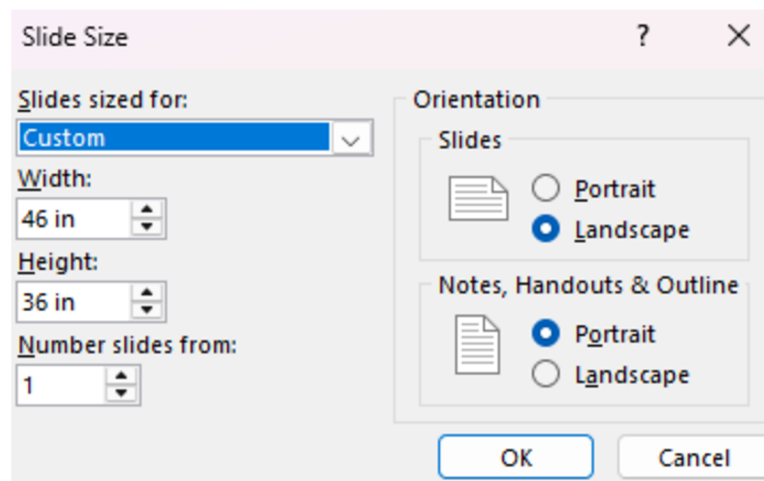 Slide Size
?
Slides sized for:
Custom
Width:
46 in
Height:
36 in
Number slides from:
1
Orientation
Slides
Portrait
Landscape
Notes, Handouts & Outline
Portrait
Landscape
OK
Cancel